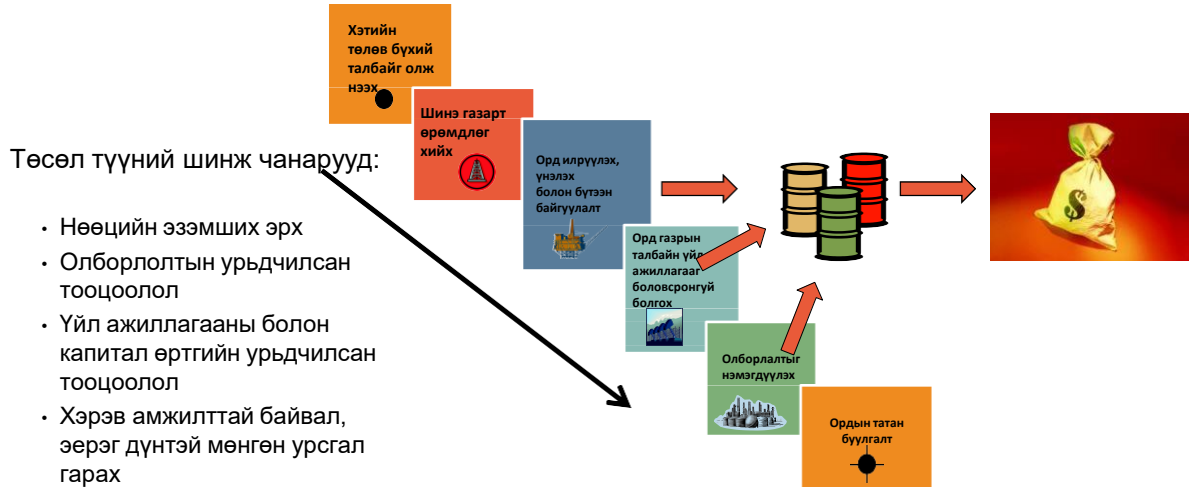 Хэтийн
төлөв бүхий
талбайг олж
нээх
Шинэ газарт
өрөмдлөг
хийх
Орд илрүүлэх,
үнэлэх
болон бүтээн
байгуулалт
Орд газрын
талбайн үйл
ажиллагааг
боловсронгуй
болгох
Олборлалтыг
нэмэгдүүлэх
Ордын татан
буулгалт
Төсөл түүний шинж чанарууд:
• Нөөцийн эзэмших эрх
• Олборлолтын урьдчилсан
тооцоолол
• Үйл ажиллагааны болон
капитал өртгийн урьдчилсан
тооцоолол
• Хэрэв амжилттай байвал,
эерэг дүнтэй мөнгөн урсгал
гарах
$